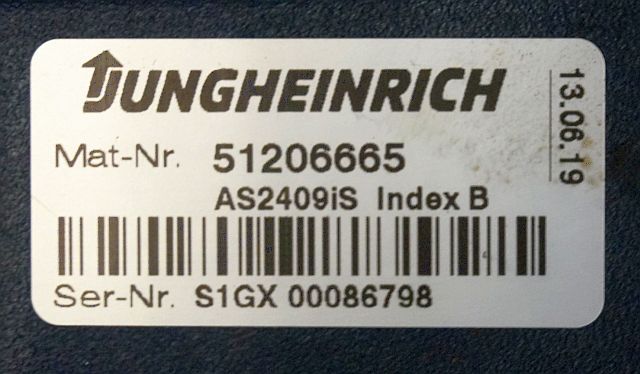 JUNGHEINRICH
13.06.19
Mat-Nr. 51206665
AS2409iS Index B
Ser-Nr. S1GX 00086798